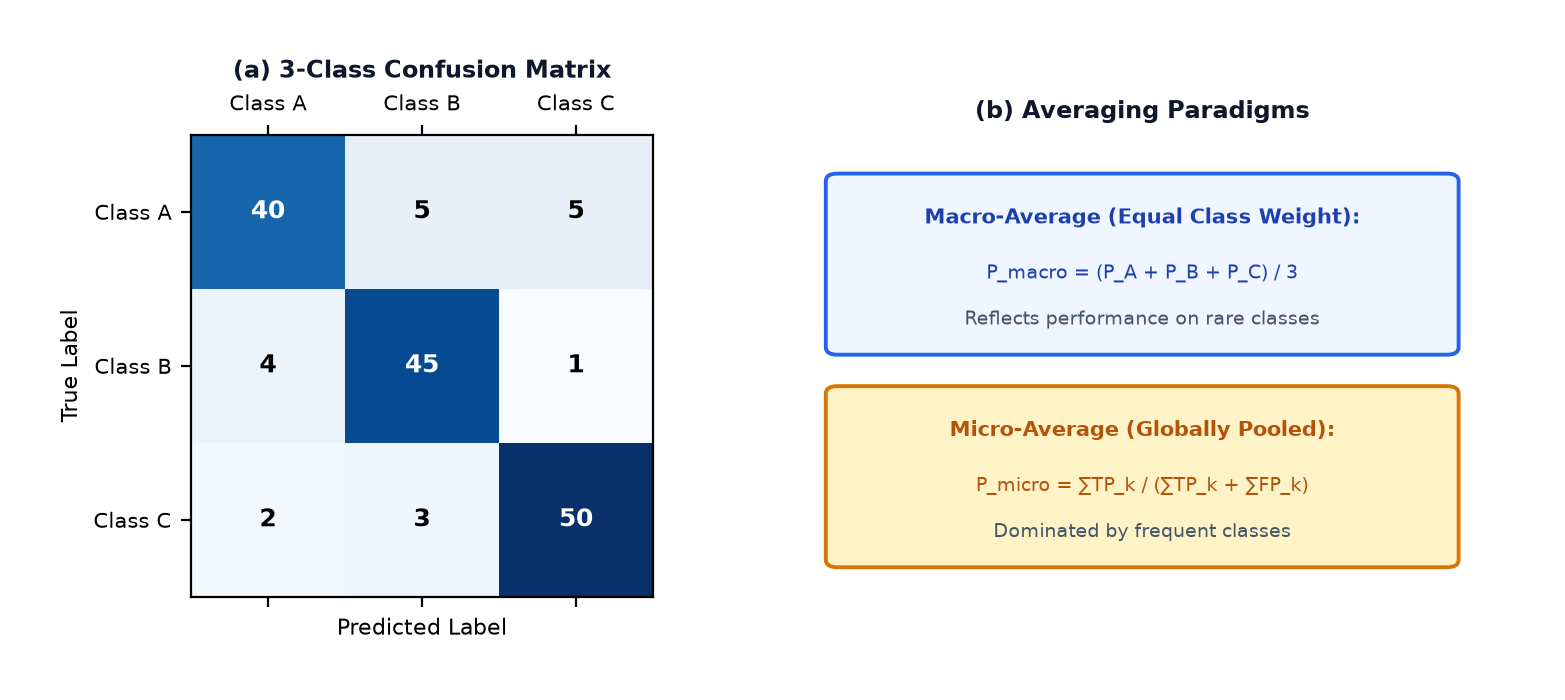 (a) 3-Class Confusion Matrix
Class A Class B Class C
Class A 40 5 5
Class B 4 45 1
Class C 2 3 50
True Label
Predicted Label
(b) Averaging Paradigms
Macro-Average (Equal Class Weight):
P_macro = (P_A + P_B + P_C) / 3
Reflects performance on rare classes
Micro-Average (Globally Pooled):
P_micro = ∑TP_k / (∑TP_k + ∑FP_k)
Dominated by frequent classes